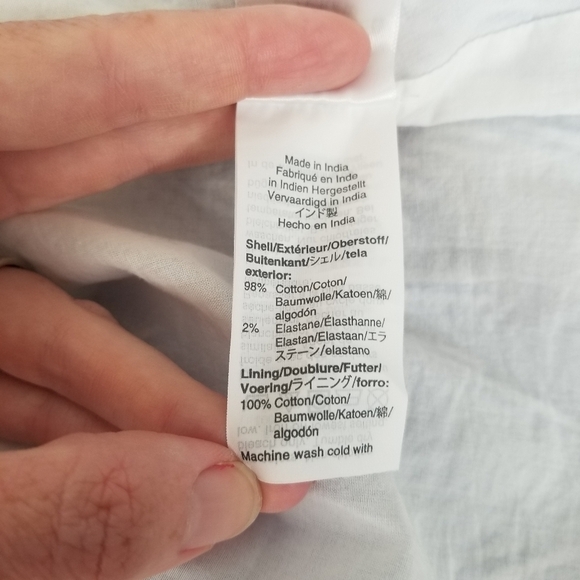 Made in India
Fabriqué en Inde
in Indien Hergestellt
Vervaardigd in India
インド製
Hecho en India
Shell/Extérieur/Oberstoff/
Buitenkant/シェル/tela
exterior:
98% Cotton/Coton/
Baumwolle/Katoen/綿/
algodón
2% Elastane/Élasthanne/
Elastan/Elastaan/エラ
ステーン/elastano
Lining/Doublure/Futter/
Voering/ライニング/forro:
100% Cotton/Coton/
Baumwolle/Katoen/綿/
algodón
Machine wash cold with